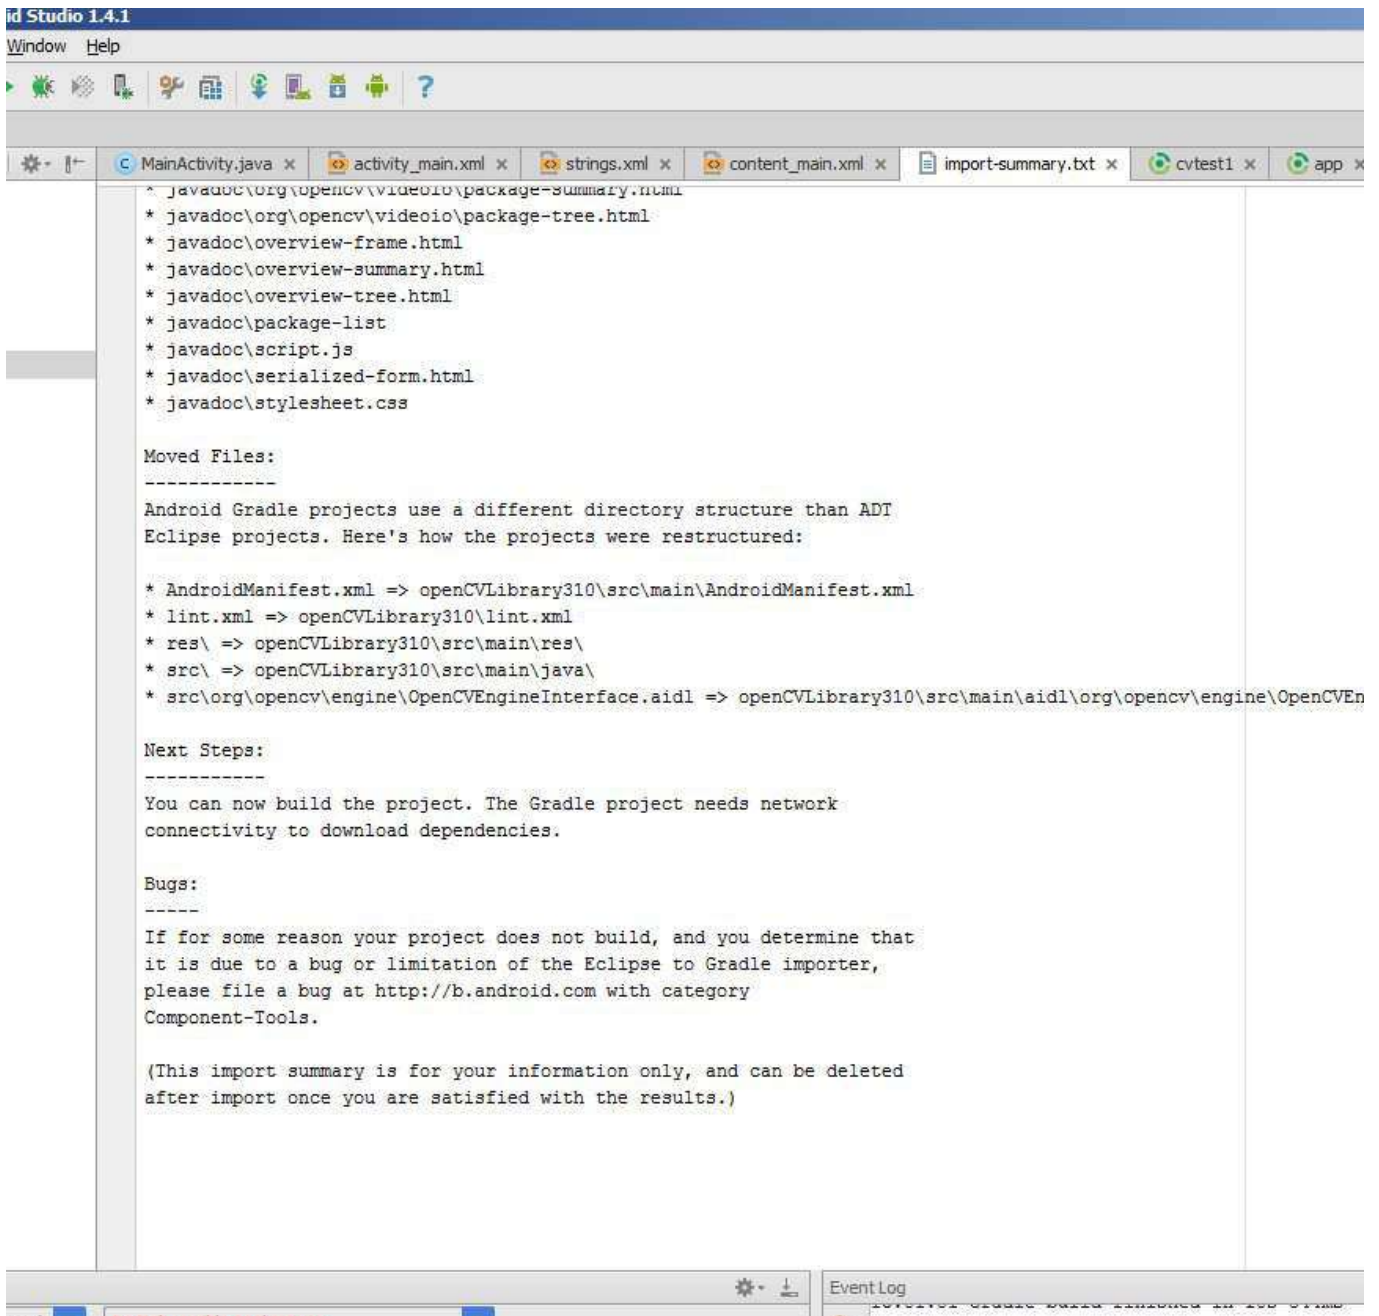 id Studio 1.4.1
Window Help
?
MainActivity.java × activity_main.xml × strings.xml × content_main.xml × import-summary.txt × cvtest1 × app ×
* javadoc\org\opencv\videoio\package-summary.html
* javadoc\org\opencv\videoio\package-tree.html
* javadoc\overview-frame.html
* javadoc\overview-summary.html
* javadoc\overview-tree.html
* javadoc\package-list
* javadoc\script.js
* javadoc\serialized-form.html
* javadoc\stylesheet.css
Moved Files:
------------
Android Gradle projects use a different directory structure than ADT
Eclipse projects. Here's how the projects were restructured:
* AndroidManifest.xml => openCVLibrary310\src\main\AndroidManifest.xml
* lint.xml => openCVLibrary310\lint.xml
* res\ => openCVLibrary310\src\main\res\
* src\ => openCVLibrary310\src\main\java\
* src\org\opencv\engine\OpenCVEngineInterface.aidl => openCVLibrary310\src\main\aidl\org\opencv\engine\OpenCVEn
Next Steps:
-----------
You can now build the project. The Gradle project needs network
connectivity to download dependencies.
Bugs:
-----
If for some reason your project does not build, and you determine that
it is due to a bug or limitation of the Eclipse to Gradle importer,
please file a bug at http://b.android.com with category
Component-Tools.
(This import summary is for your information only, and can be deleted
after import once you are satisfied with the results.)
Event Log